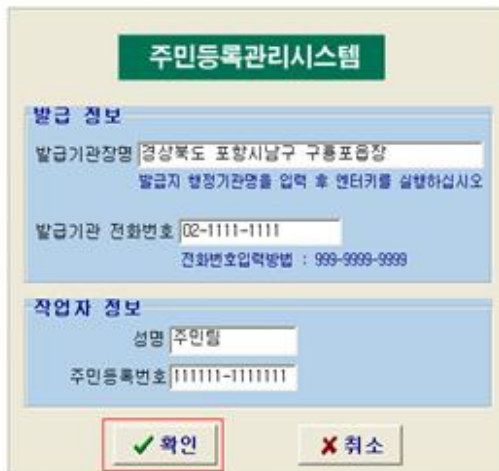 주민등록관리시스템
발급 정보
발급기관장명 경상북도 포항시남구 구룡포읍장
발급지 행정기관명을 입력 후 엔터키를 실행하십시오
발급기관 전화번호 02-1111-1111
전화번호입력방법 : 999-9999-9999
작업자 정보
성명 주민팀
주민등록번호 111111-1111111
확인 취소